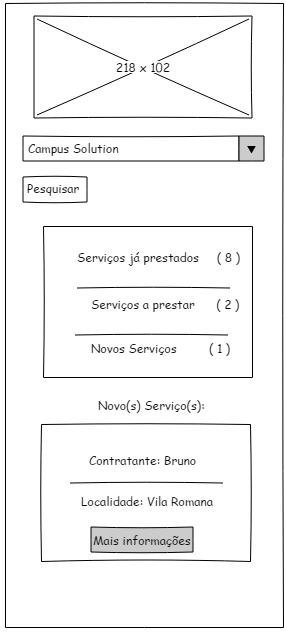 218 x 102
Campus Solution
Pesquisar
Serviços já prestados ( 8 )
Serviços a prestar ( 2 )
Novos Serviços ( 1 )
Novo(s) Serviço(s):
Contratante: Bruno
Localidade: Vila Romana
Mais informações